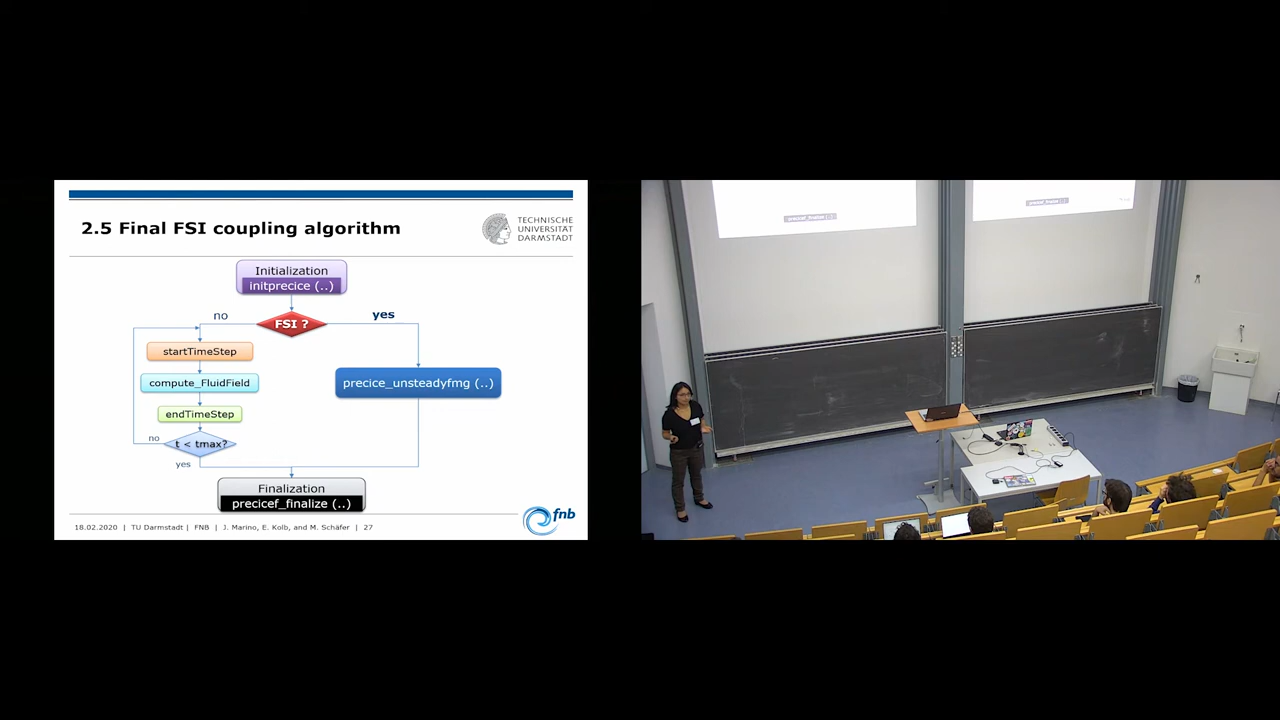 2.5 Final FSI coupling algorithm
TECHNISCHE
UNIVERSITÄT
DARMSTADT
Initialization
initprecice (..)
no
yes
FSI ?
startTimeStep
compute_FluidField
precice_unsteadyfmg (..)
endTimeStep
no
t < tmax?
yes
Finalization
precicef_finalize (..)
18.02.2020 | TU Darmstadt | FNB | J. Marino, E. Kolb, and M. Schäfer | 27
fnb
precicef_finalize (..)